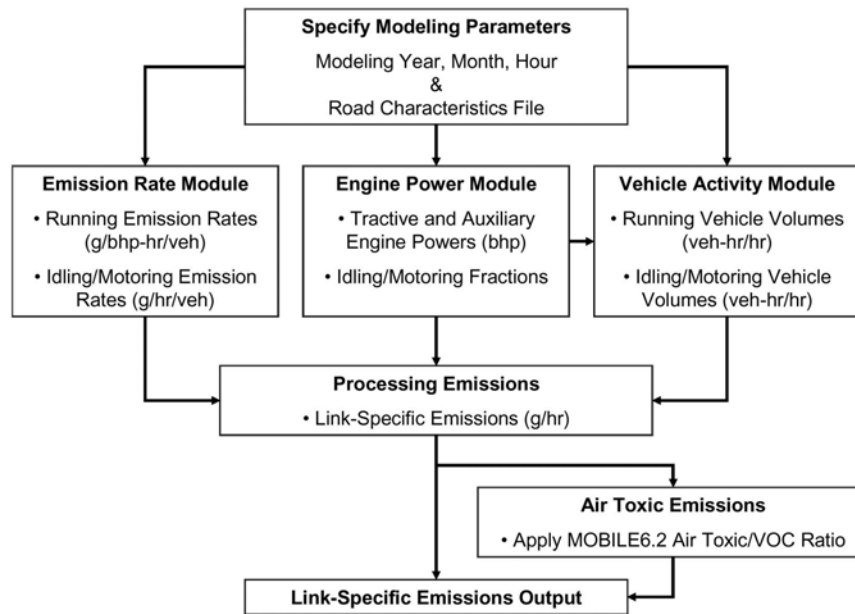 Specify Modeling Parameters
Modeling Year, Month, Hour
&
Road Characteristics File
Emission Rate Module
• Running Emission Rates
(g/bhp-hr/veh)
• Idling/Motoring Emission
Rates (g/hr/veh)
Engine Power Module
• Tractive and Auxiliary
Engine Powers (bhp)
• Idling/Motoring Fractions
Vehicle Activity Module
• Running Vehicle Volumes
(veh-hr/hr)
• Idling/Motoring Vehicle
Volumes (veh-hr/hr)
Processing Emissions
• Link-Specific Emissions (g/hr)
Air Toxic Emissions
• Apply MOBILE6.2 Air Toxic/VOC Ratio
Link-Specific Emissions Output